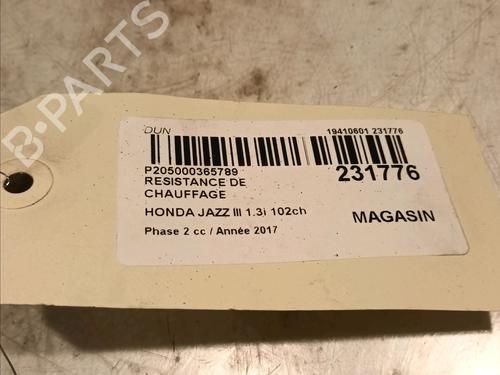 B-PARTS
DUN
19410601 231776
P205000365789
RESISTANCE DE
CHAUFFAGE
231776
HONDA JAZZ III 1.3i 102ch
MAGASIN
Phase 2 cc / Année 2017